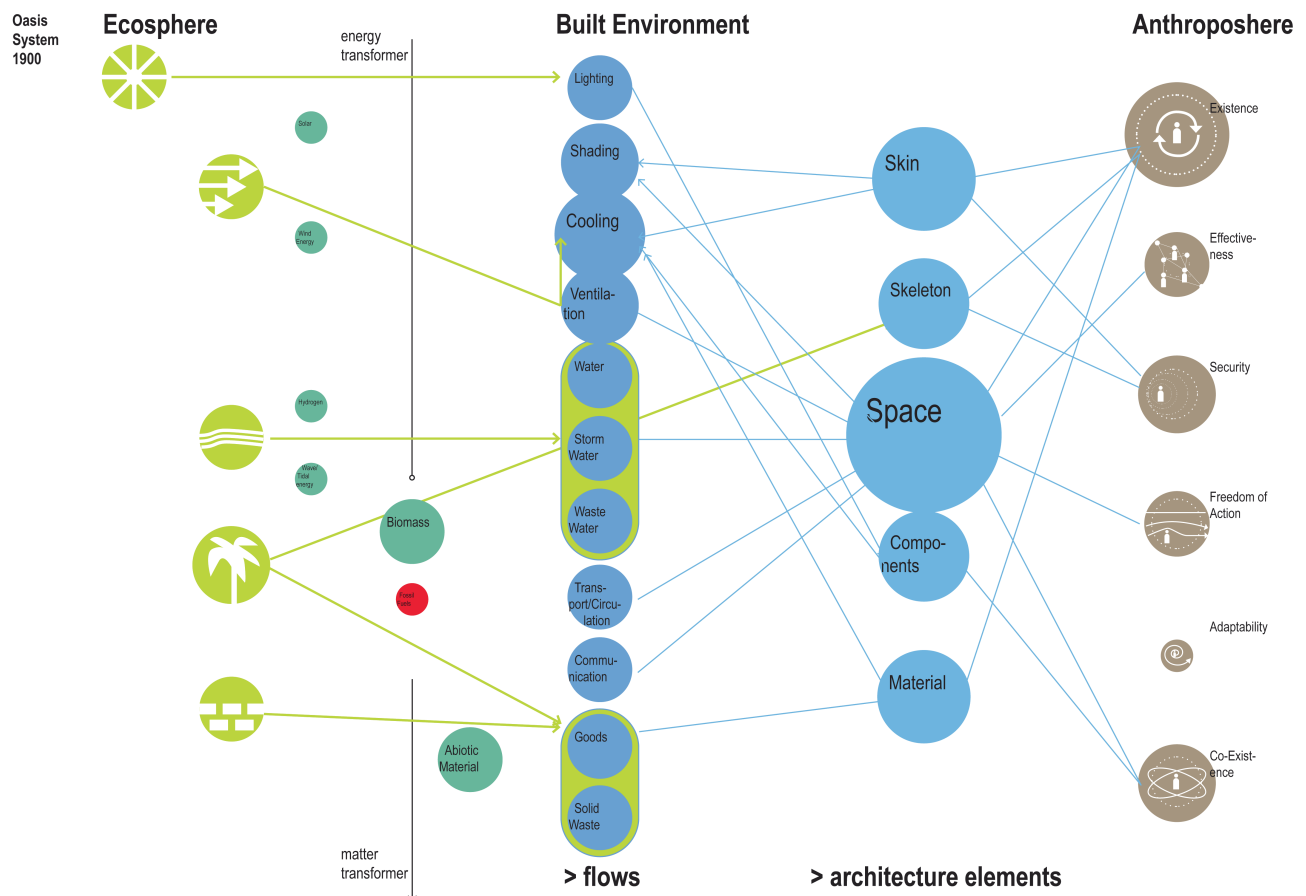 Oasis
System
1900
Ecosphere
energy
transformer
Built Environment
Anthroposhere
Solar
Wind
Energy
Hydrogen
Wave/
Tidal
energy
Biomass
Fossil
Fuels
Abiotic
Material
matter
transformer
Lighting
Shading
Cooling
Ventila-
tion
Water
Storm
Water
Waste
Water
Trans-
port/Circu-
lation
Commu-
nication
Goods
Solid
Waste
> flows
Skin
Skeleton
Space
Compo-
nents
Material
> architecture elements
Existence
Effective-
ness
Security
Freedom of
Action
Adaptability
Co-Exist-
ence